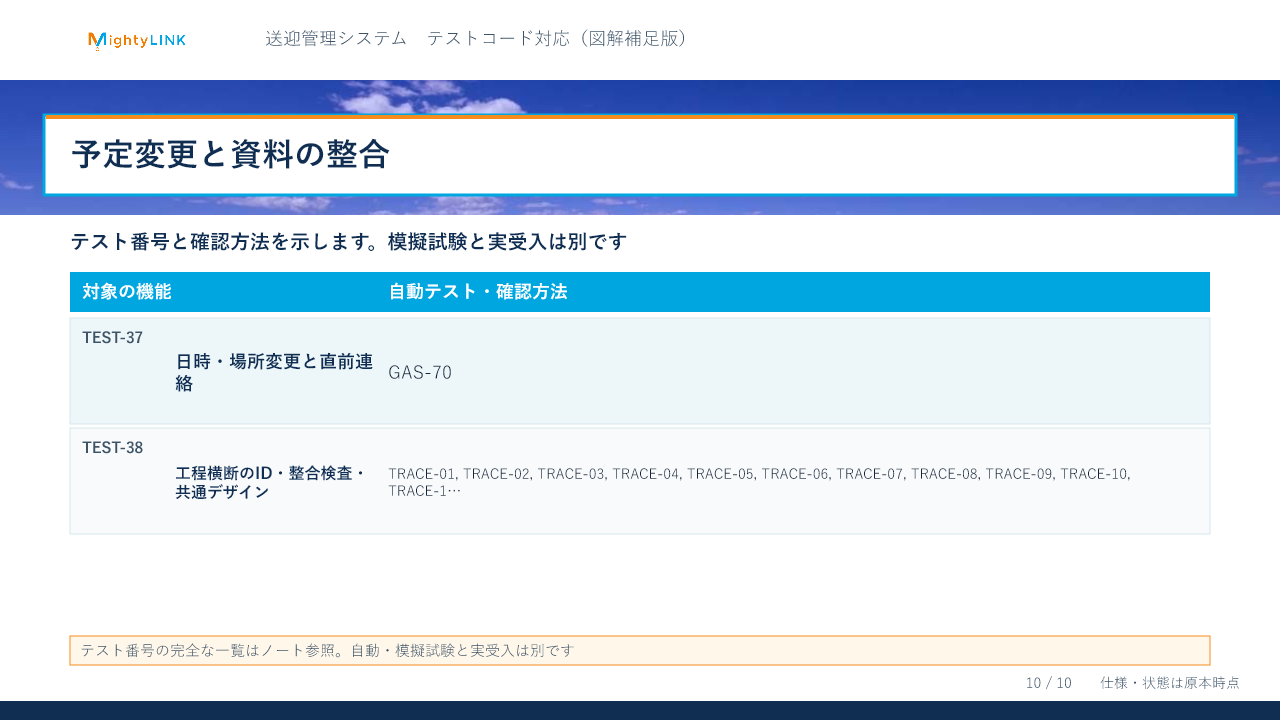 MightyLINK
送迎管理システム　テストコード対応（図解補足版）
予定変更と資料の整合
テスト番号と確認方法を示します。模擬試験と実受入は別です
対象の機能
自動テスト・確認方法
TEST-37
日時・場所変更と直前連
絡
GAS-70
TEST-38
工程横断のID・整合検査・
共通デザイン
TRACE-01, TRACE-02, TRACE-03, TRACE-04, TRACE-05, TRACE-06, TRACE-07, TRACE-08, TRACE-09, TRACE-10,
TRACE-1…
テスト番号の完全な一覧はノート参照。自動・模擬試験と実受入は別です
10 / 10
仕様・状態は原本時点